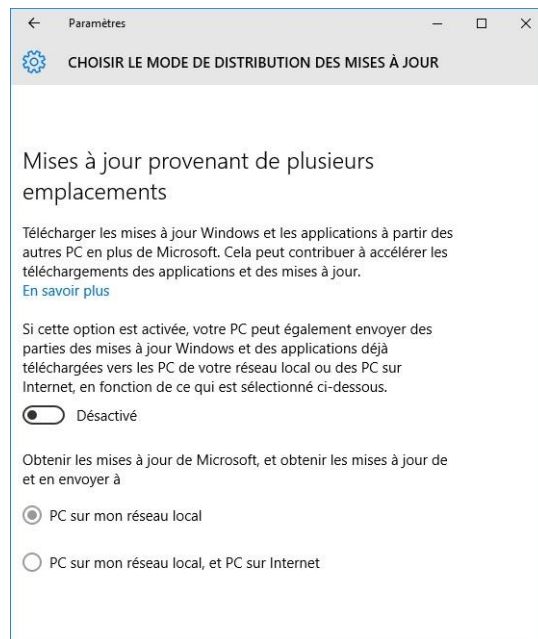 Paramètres
CHOISIR LE MODE DE DISTRIBUTION DES MISES À JOUR
Mises à jour provenant de plusieurs
emplacements
Télécharger les mises à jour Windows et les applications à partir des
autres PC en plus de Microsoft. Cela peut contribuer à accélérer les
téléchargements des applications et des mises à jour.
En savoir plus
Si cette option est activée, votre PC peut également envoyer des
parties des mises à jour Windows et des applications déjà
téléchargées vers les PC de votre réseau local ou des PC sur
Internet, en fonction de ce qui est sélectionné ci-dessous.
Désactivé
Obtenir les mises à jour de Microsoft, et obtenir les mises à jour de
et en envoyer à
PC sur mon réseau local
PC sur mon réseau local, et PC sur Internet